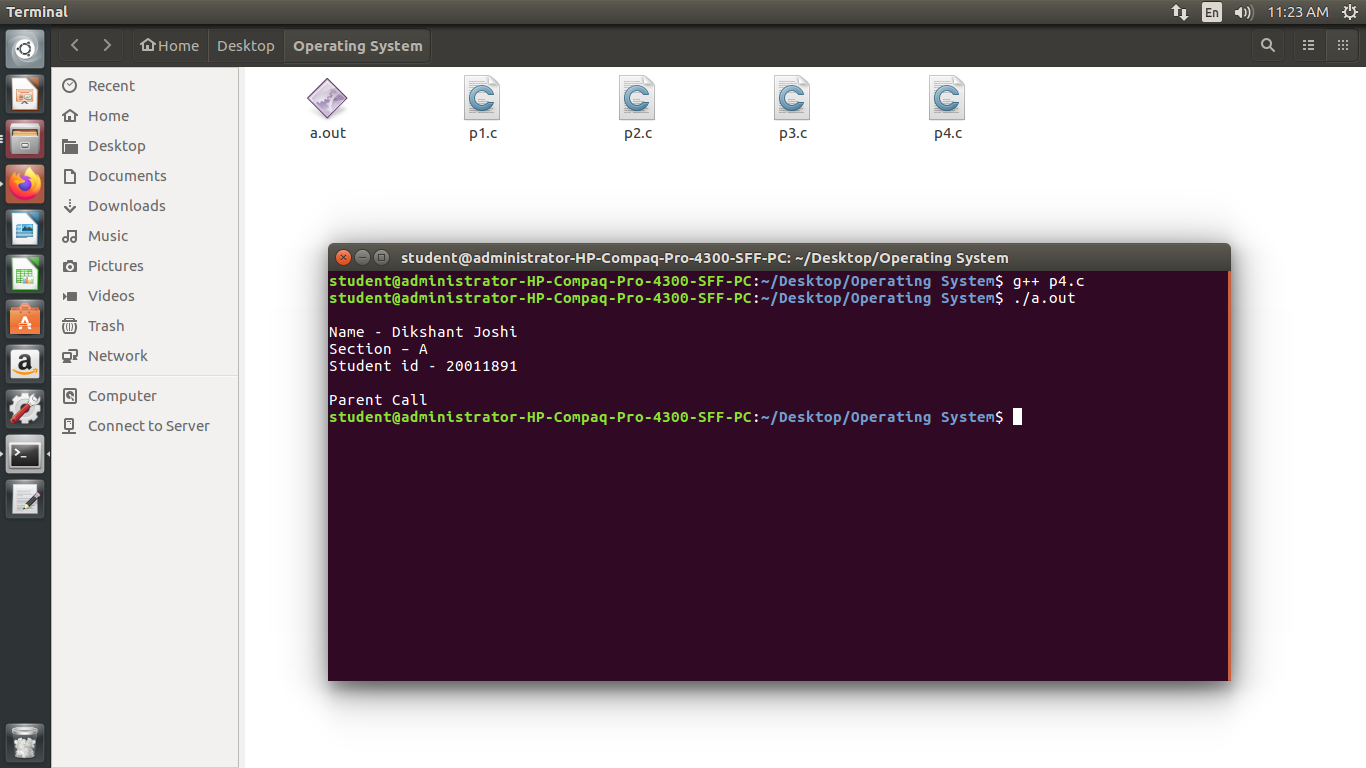 Terminal
En
11:23 AM
Home
Desktop
Operating System
Recent
Home
Desktop
Documents
Downloads
Music
Pictures
Videos
Trash
Network
Computer
Connect to Server
a.out
p1.c
p2.c
p3.c
p4.c
student@administrator-HP-Compaq-Pro-4300-SFF-PC: ~/Desktop/Operating System
student@administrator-HP-Compaq-Pro-4300-SFF-PC:~/Desktop/Operating System$ g++ p4.c
student@administrator-HP-Compaq-Pro-4300-SFF-PC:~/Desktop/Operating System$ ./a.out
Name - Dikshant Joshi
Section – A
Student id - 20011891
Parent Call
student@administrator-HP-Compaq-Pro-4300-SFF-PC:~/Desktop/Operating System$